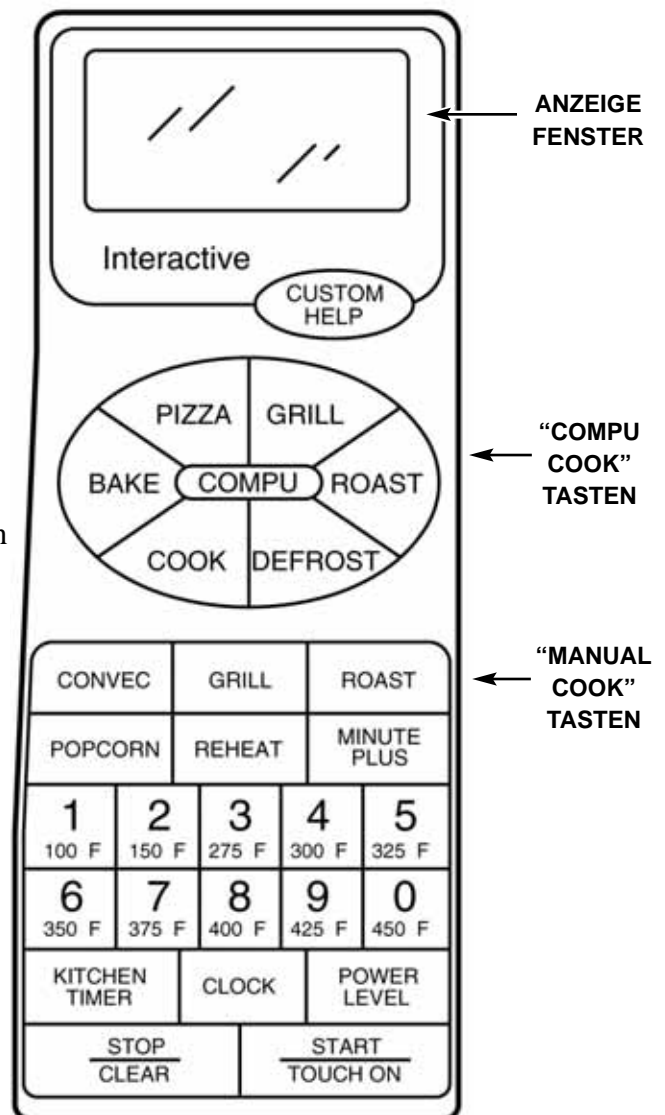 ANZEIGE
FENSTER
Interactive
CUSTOM
HELP
PIZZA GRILL
BAKE COMPU ROAST
COOK DEFROST
“COMPU
COOK”
TASTEN
n
CONVEC GRILL ROAST
“MANUAL
COOK”
TASTEN
POPCORN REHEAT MINUTE
PLUS
1 2 3 4 5
100 F 150 F 275 F 300 F 325 F
6 7 8 9 0
350 F 375 F 400 F 425 F 450 F
KITCHEN
TIMER
CLOCK
POWER
LEVEL
STOP
CLEAR
START
TOUCH ON